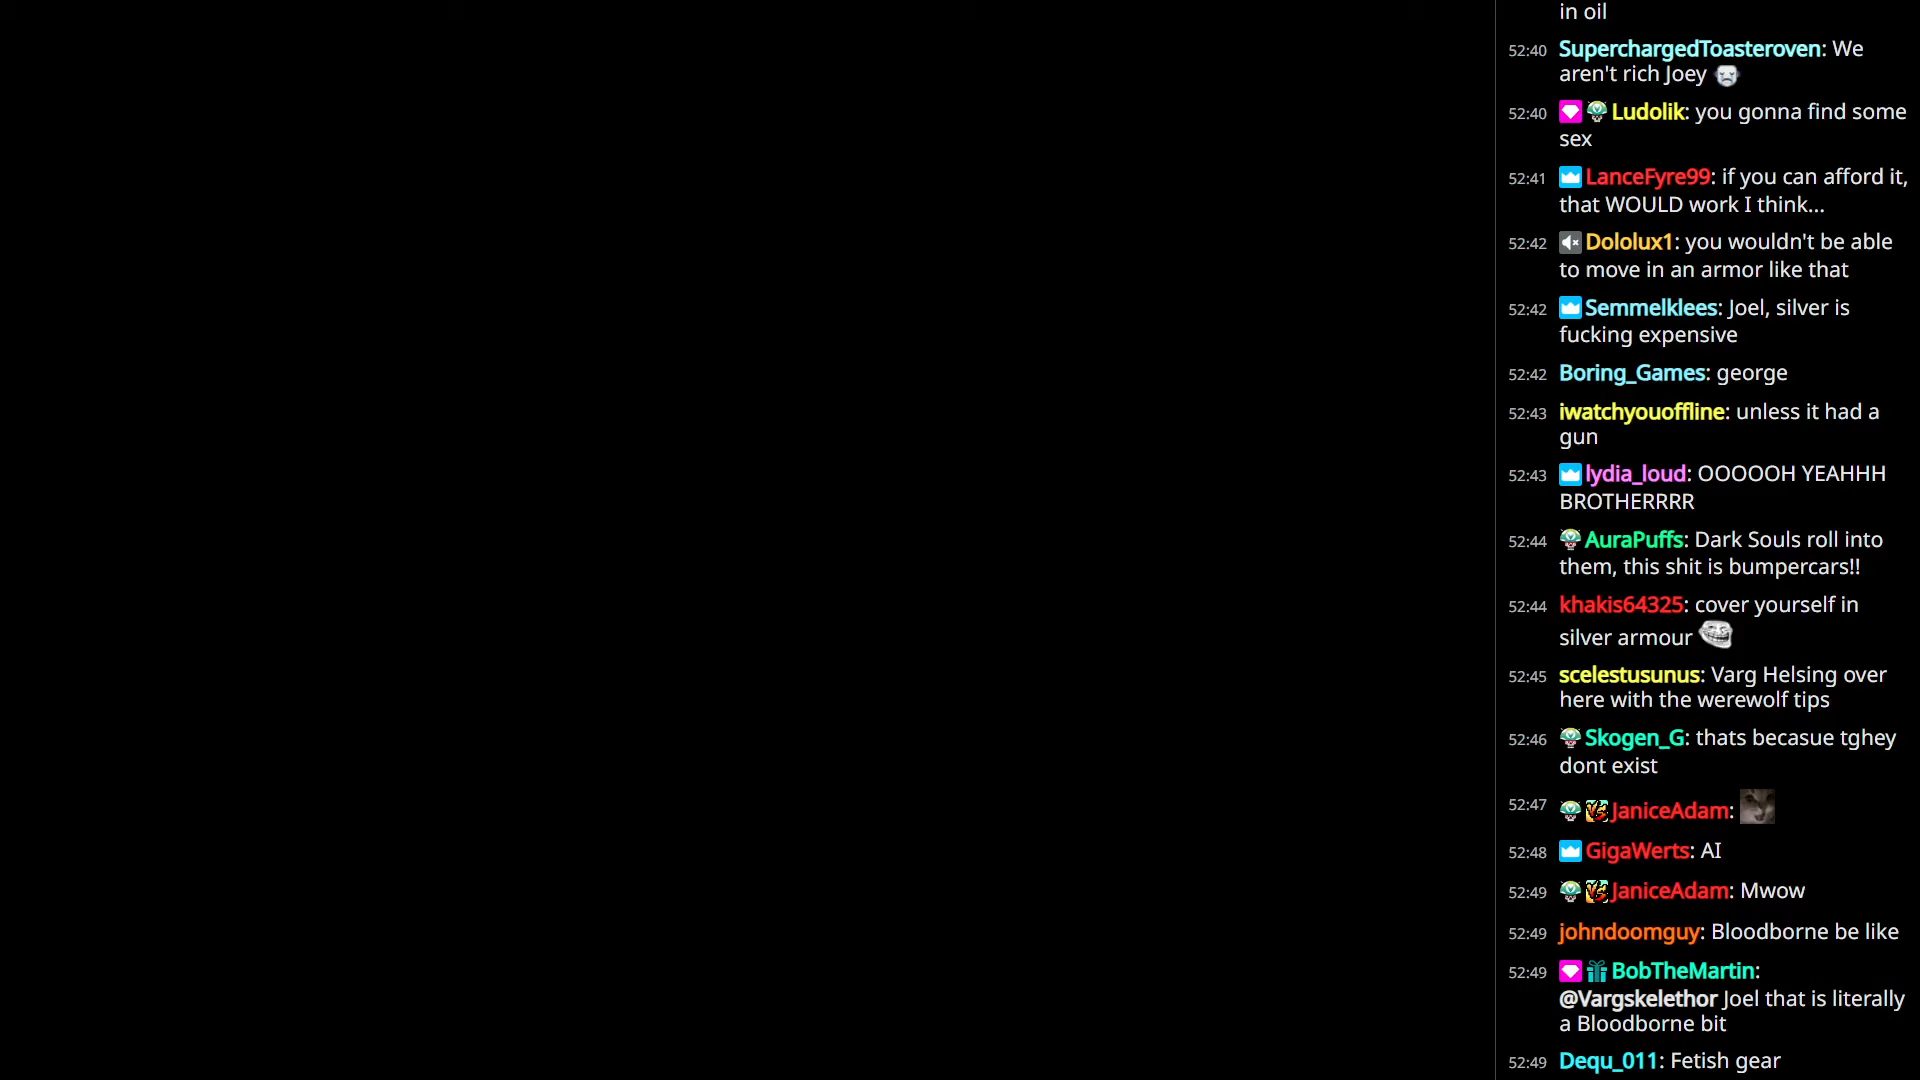 in oil
52:40 SuperchargedToasteroven: We
aren't rich Joey
52:40 Ludolik: you gonna find some
sex
52:41 LanceFyre99: if you can afford it,
that WOULD work I think...
52:42 Dololux1: you wouldn't be able
to move in an armor like that
52:42 Semmelklees: Joel, silver is
fucking expensive
52:42 Boring_Games: george
52:43 iwatchyouoffline: unless it had a
gun
52:43 lydia_loud: OOOOOH YEAHHH
BROTHERRRR
52:44 AuraPuffs: Dark Souls roll into
them, this shit is bumpercars!!
52:44 khakis64325: cover yourself in
silver armour
52:45 scelestusunus: Varg Helsing over
here with the werewolf tips
52:46 Skogen_G: thats becasue tghey
dont exist
52:47 JaniceAdam:
52:48 GigaWerts: AI
52:49 JaniceAdam: Mwow
52:49 johndoomguy: Bloodborne be like
52:49 BobTheMartin:
@Vargskelethor Joel that is literally
a Bloodborne bit
52:49 Dequ_011: Fetish gear